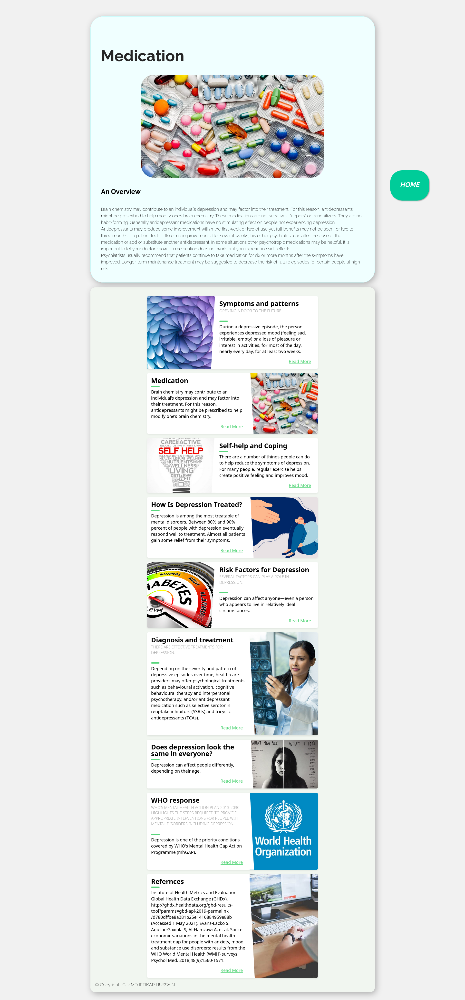 Medication
HOME
An Overview
Brain chemistry may contribute to an individual's depression and may factor into their treatment. For this reason, antidepressants
might be prescribed to help modify one's brain chemistry. These medications are not sedatives, “uppers” or tranquilizers. They are not
habit-forming. Generally antidepressant medications have no stimulating effect on people not experiencing depression.
Antidepressants may produce some improvement within the first week or two of use yet full benefits may not be seen for two to
three months. If a patient feels little or no improvement after several weeks, his or her psychiatrist can alter the dose of the
medication or add or substitute another antidepressant. In some situations other psychotropic medications may be helpful. It is
important to let your doctor know if a medication does not work or if you experience side effects.
Psychiatrists usually recommend that patients continue to take medication for six or more months after the symptoms have
improved. Longer-term maintenance treatment may be suggested to decrease the risk of future episodes for certain people at high
risk.
Symptoms and patterns
OPENING A DOOR TO THE FUTURE
During a depressive episode, the person
experiences depressed mood (feeling sad,
irritable, empty) or a loss of pleasure or
interest in activities, for most of the day,
nearly every day, for at least two weeks.
Read More
Medication
Brain chemistry may contribute to an
individual's depression and may factor into
their treatment. For this reason,
antidepressants might be prescribed to help
modify one's brain chemistry.
Read More
CARE ACTIVE
RELAXED DIETING FITNESS LIVING
SELF HELP
RELAXED DIETING FITNESS LIVING
HEALTH LEISURE WELLNESS
NUTRIENTS
WELLNESS
LIVING
DIET LIFE CARE
FIT
Self-help and Coping
There are a number of things people can do
to help reduce the symptoms of depression.
For many people, regular exercise helps
create positive feeling and improves mood.
Read More
How Is Depression Treated?
Depression is among the most treatable of
mental disorders. Between 80% and 90%
percent of people with depression eventually
respond well to treatment. Almost all patients
gain some relief from their symptoms.
Read More
NORMAL HIGH ALARMING
IABETES
Level
Risk Factors for Depression
SEVERAL FACTORS CAN PLAY A ROLE IN
DEPRESSION:
Depression can affect anyone—even a person
who appears to live in relatively ideal
circumstances.
Read More
Diagnosis and treatment
THERE ARE EFFECTIVE TREATMENTS FOR
DEPRESSION.
Depending on the severity and pattern of
depressive episodes over time, health-care
providers may offer psychological treatments
such as behavioural activation, cognitive
behavioural therapy and interpersonal
psychotherapy, and/or antidepressant
medication such as selective serotonin
reuptake inhibitors (SSRIs) and tricyclic
antidepressants (TCAs).
Read More
Does depression look the
same in everyone?
Depression can affect people differently,
depending on their age.
Read More
WHAT YOU SEE WHAT I FEEL
WHO response
WHO'S MENTAL HEALTH ACTION PLAN 2013-2030
HIGHLIGHTS THE STEPS REQUIRED TO PROVIDE
APPROPRIATE INTERVENTIONS FOR PEOPLE WITH
MENTAL DISORDERS INCLUDING DEPRESSION.
Depression is one of the priority conditions
covered by WHO's Mental Health Gap Action
Programme (mhGAP).
Read More
World Health
Organization
Refernces
Institute of Health Metrics and Evaluation.
Global Health Data Exchange (GHDx).
http://ghdx.healthdata.org/gbd-results-
tool?params=gbd-api-2019-permalink
/d780dffbe8a381b25e1416884959e88b
(Accessed 1 May 2021). Evans-Lacko S,
Aguilar-Gaxiola S, Al-Hamzawi A, et al. Socio-
economic variations in the mental health
treatment gap for people with anxiety, mood,
and substance use disorders: results from the
WHO World Mental Health (WMH) surveys.
Psychol Med. 2018;48(9):1560-1571.
Read More
© Copyright 2022 MD IFTIKAR HUSSAIN